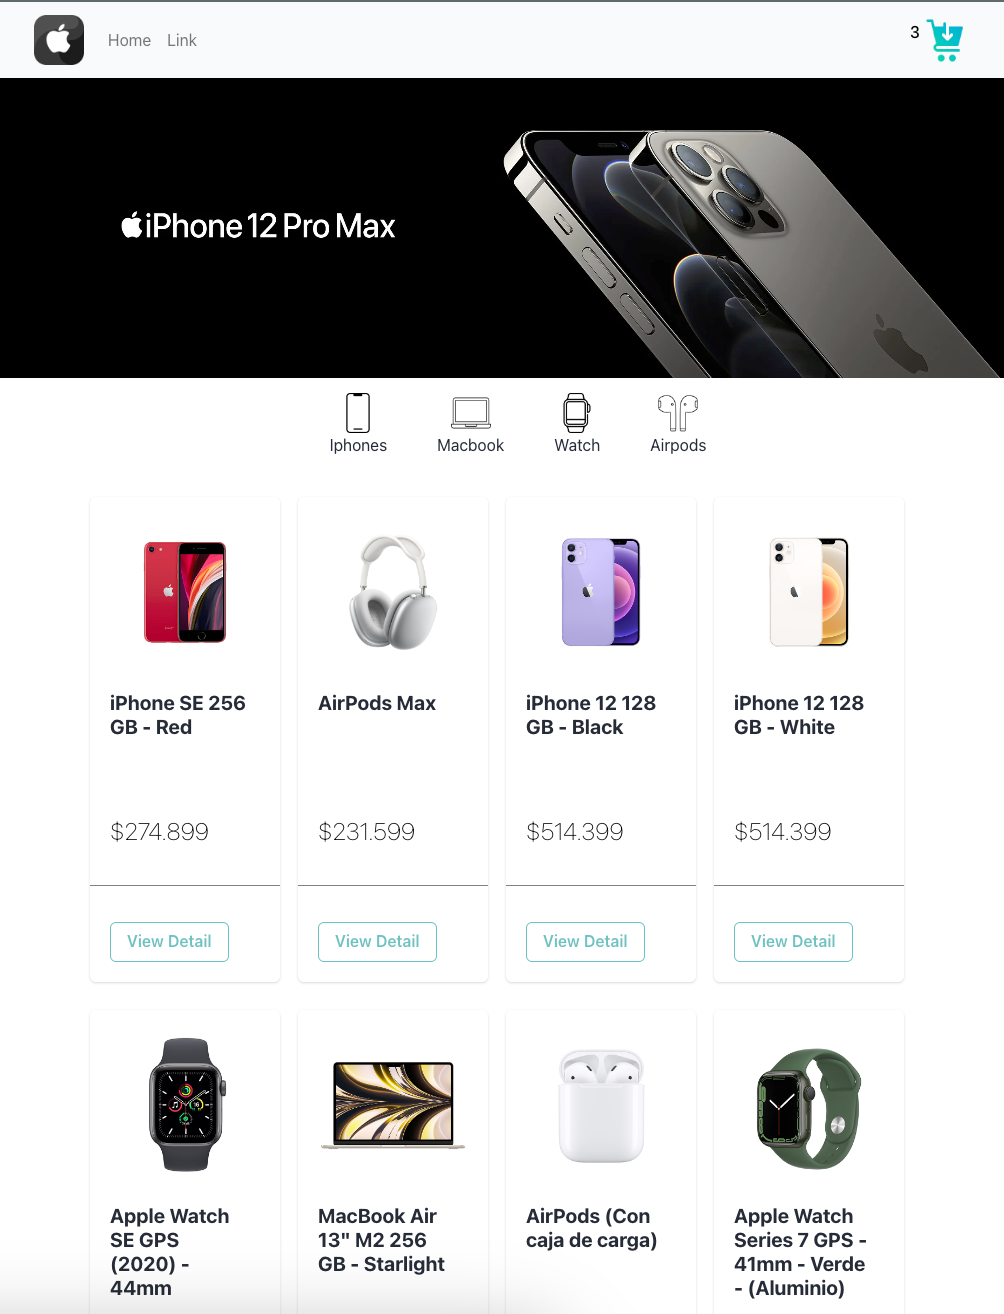 Home Link 3
iPhone 12 Pro Max
Iphones Macbook Watch Airpods
iPhone SE 256
GB - Red
AirPods Max
iPhone 12 128
GB - Black
iPhone 12 128
GB - White
$274.899 $231.599 $514.399 $514.399
View Detail View Detail View Detail View Detail
Apple Watch
SE GPS
(2020) -
44mm
MacBook Air
13" M2 256
GB - Starlight
AirPods (Con
caja de carga)
Apple Watch
Series 7 GPS -
41mm - Verde
- (Aluminio)